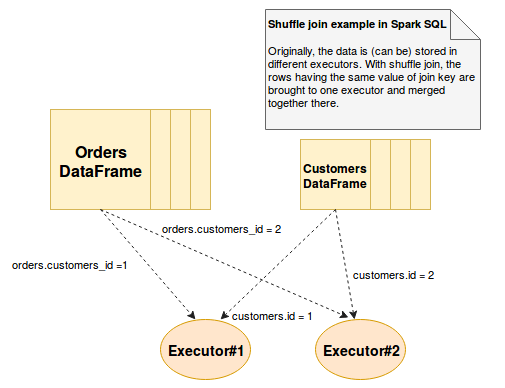 Shuffle join example in Spark SQL
Originally, the data is (can be) stored in
different executors. With shuffle join, the
rows having the same value of join key are
brought to one executor and merged
together there.
Orders
DataFrame
Customers
DataFrame
orders.customers_id = 2
orders.customers_id =1
customers.id = 2
customers.id = 1
Executor#1
Executor#2